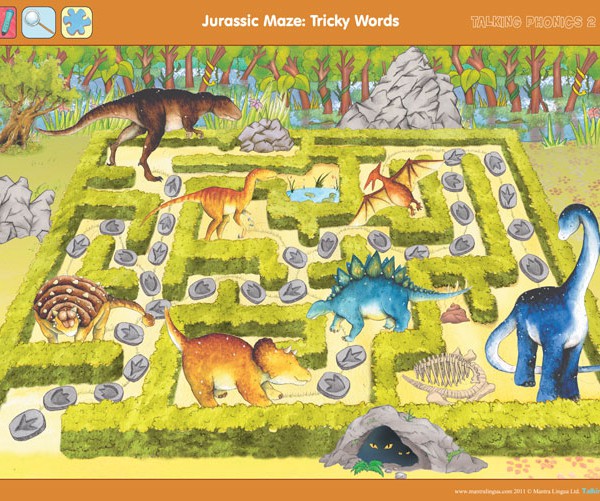 Jurassic Maze: Tricky Words
TALKING PHONICS 2
www.mantralingua.com 2011 © Mantra Lingua Ltd.